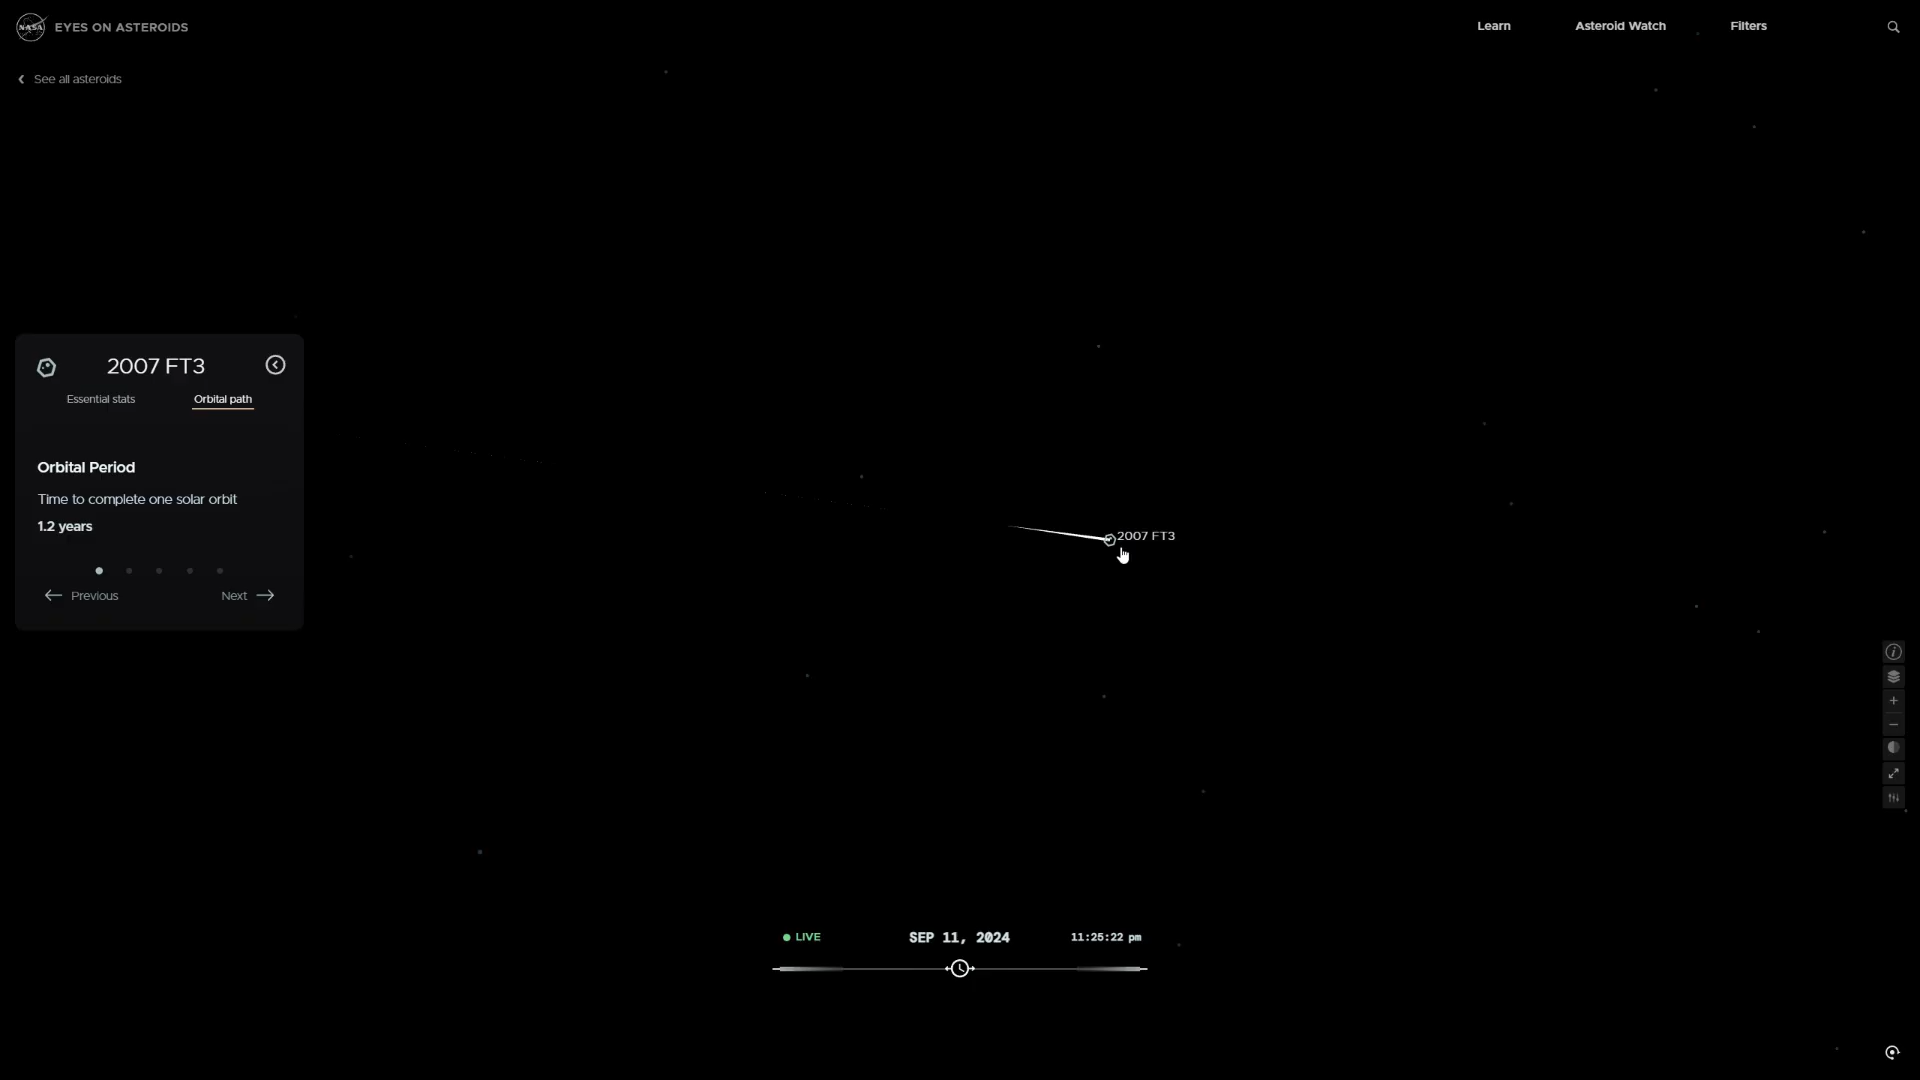 NASA EYES ON ASTEROIDS
Learn
Asteroid Watch
Filters
See all asteroids
2007 FT3
Essential stats
Orbital path
Orbital Period
Time to complete one solar orbit
1.2 years
Previous
Next
2007 FT3
LIVE
SEP 11, 2024
11:25:22 pm